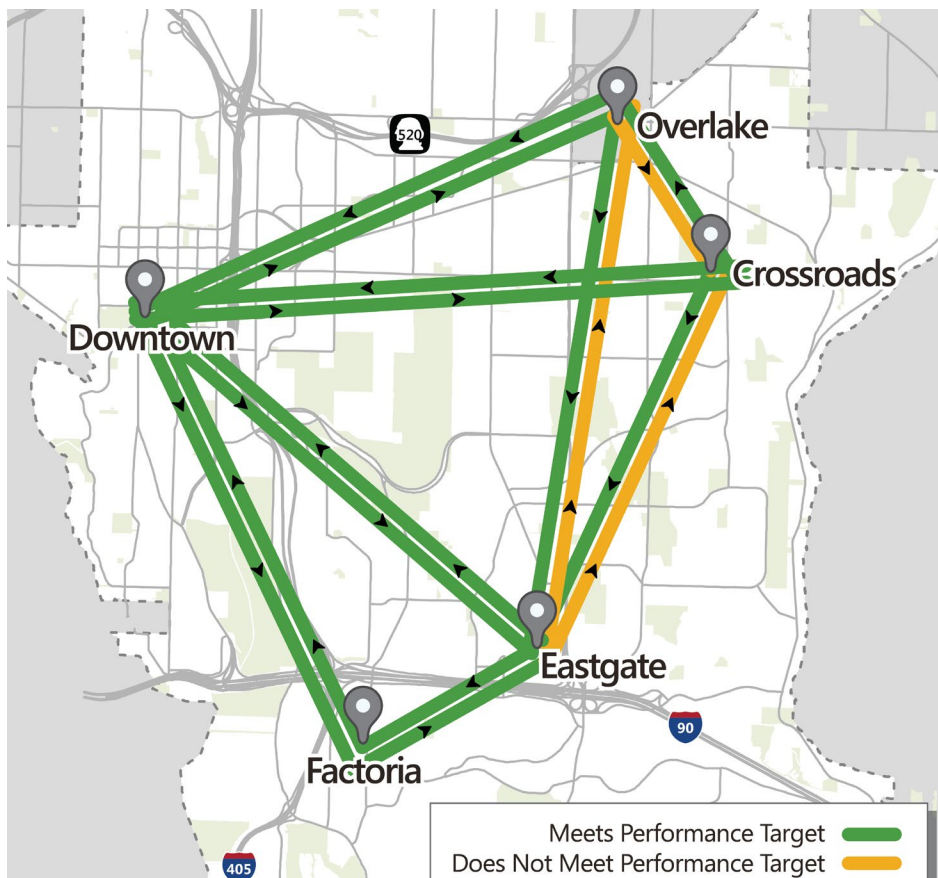 520
Overlake
Crossroads
Downtown
Eastgate
90
Factoria
405
Meets Performance Target
Does Not Meet Performance Target